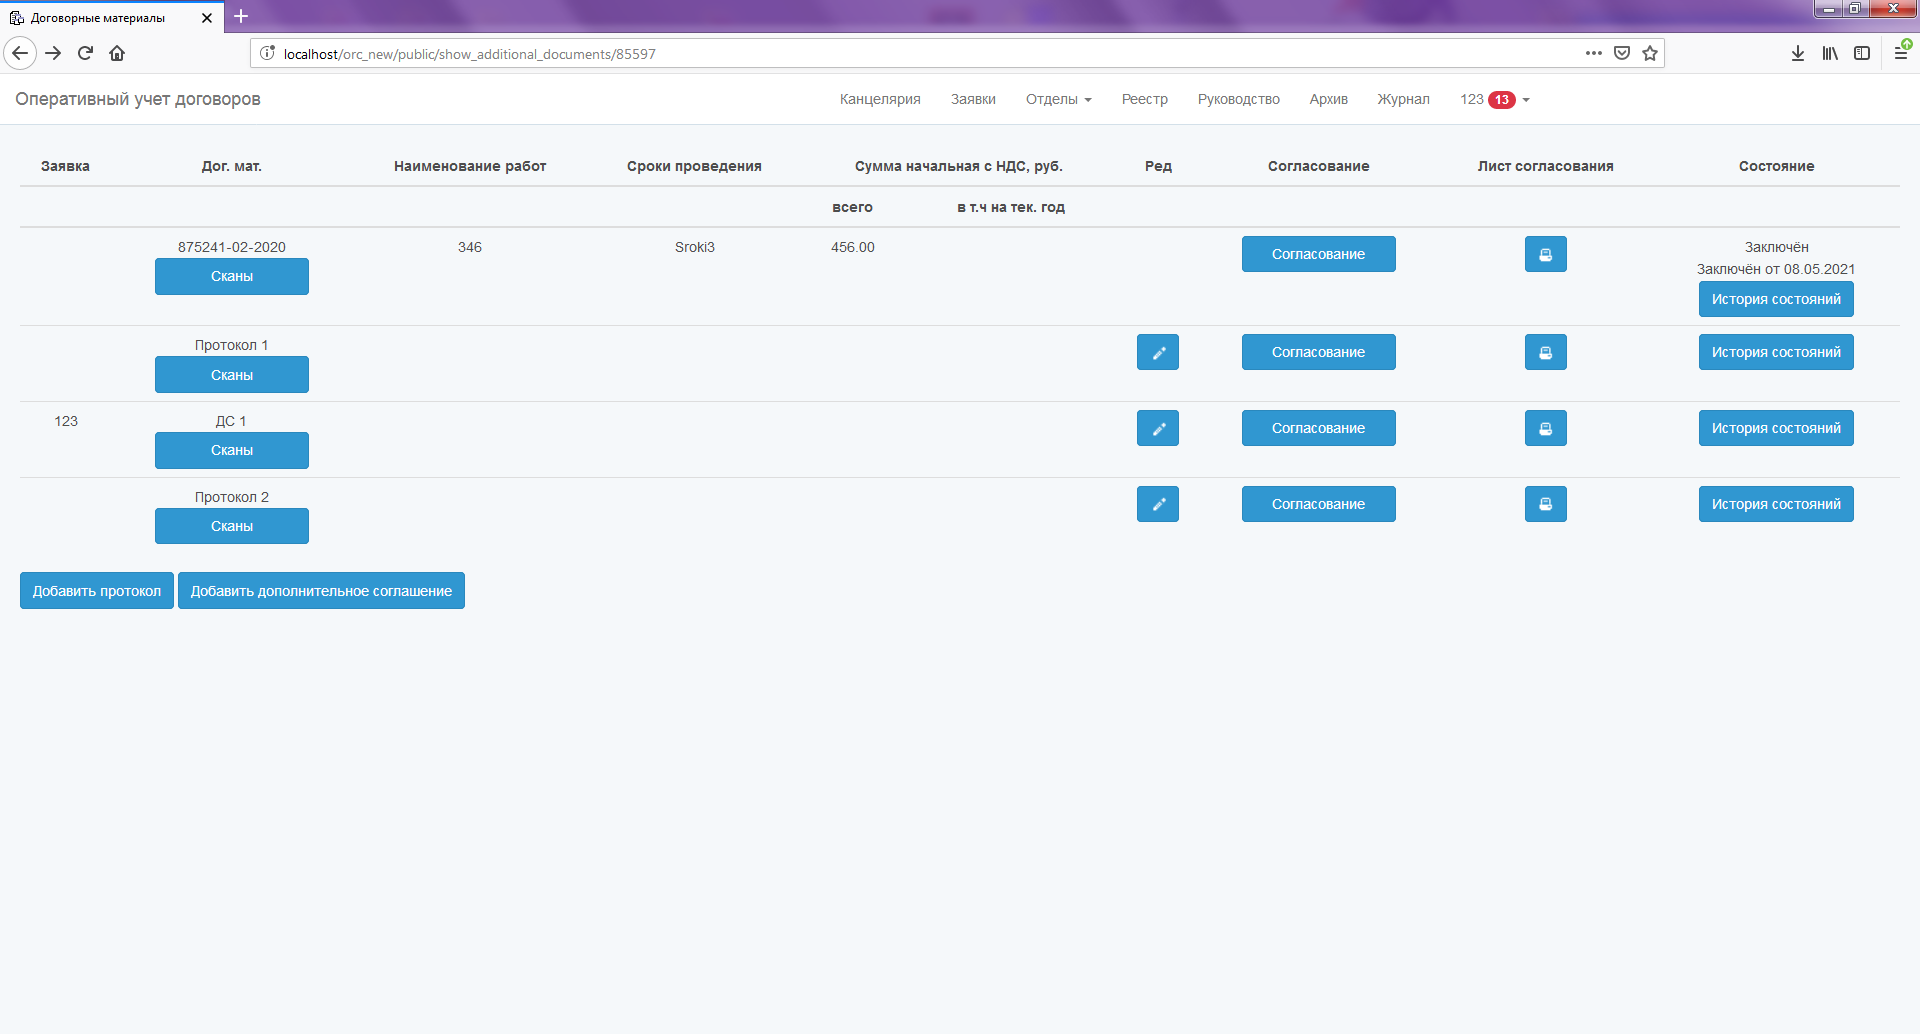 Договорные материалы
localhost/orc_new/public/show_additional_documents/85597
Оперативный учет договоров Канцелярия Заявки Отделы Реестр Руководство Архив Журнал 123 13
Заявка Дог. мат. Наименование работ Сроки проведения Сумма начальная с НДС, руб. Ред Согласование Лист согласования Состояние
всего в т.ч на тек. год
875241-02-2020 346 Sroki3 456.00 Согласование Заключён
Сканы Заключён от 08.05.2021
История состояний
Протокол 1 Согласование История состояний
Сканы
123 ДС 1 Согласование История состояний
Сканы
Протокол 2 Согласование История состояний
Сканы
Добавить протокол Добавить дополнительное соглашение